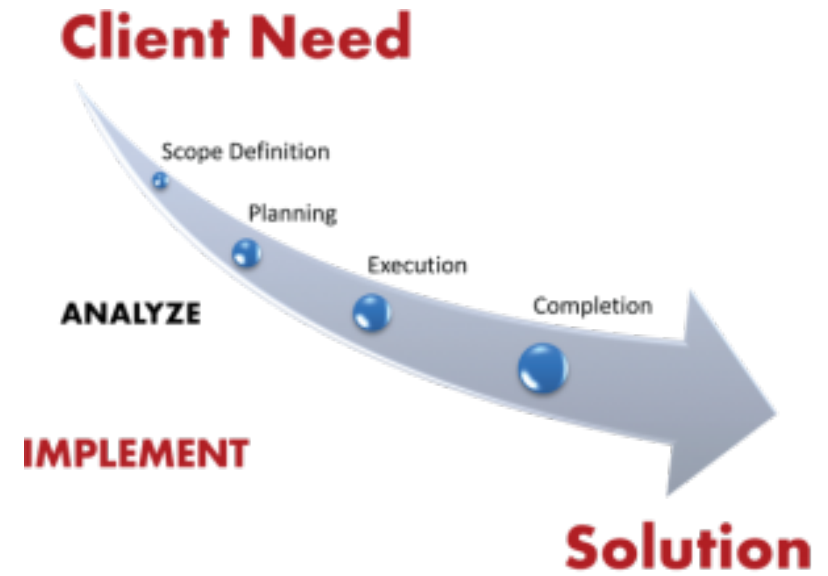 Client Need
Scope Definition
Planning
Execution
Completion
ANALYZE
IMPLEMENT
Solution